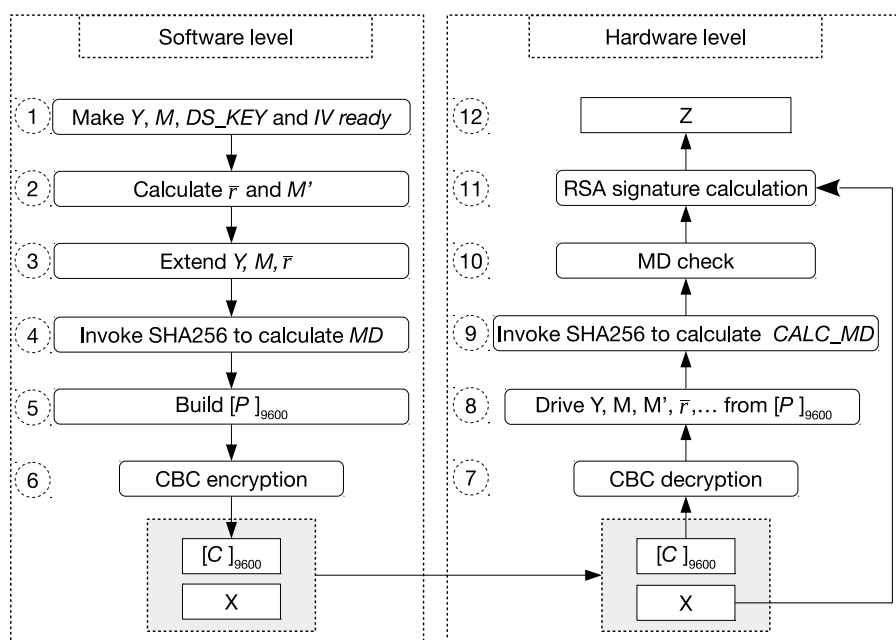 Software level
1
Make Y, M, DS_KEY and IV ready
2
Calculate r̄ and M'
3
Extend Y, M, r̄
4
Invoke SHA256 to calculate MD
5
Build [P ]9600
6
CBC encryption
[C ]9600
X
Hardware level
12
Z
11
RSA signature calculation
10
MD check
9
Invoke SHA256 to calculate CALC_MD
8
Drive Y, M, M', r̄ ,... from [P ]9600
7
CBC decryption
[C ]9600
X